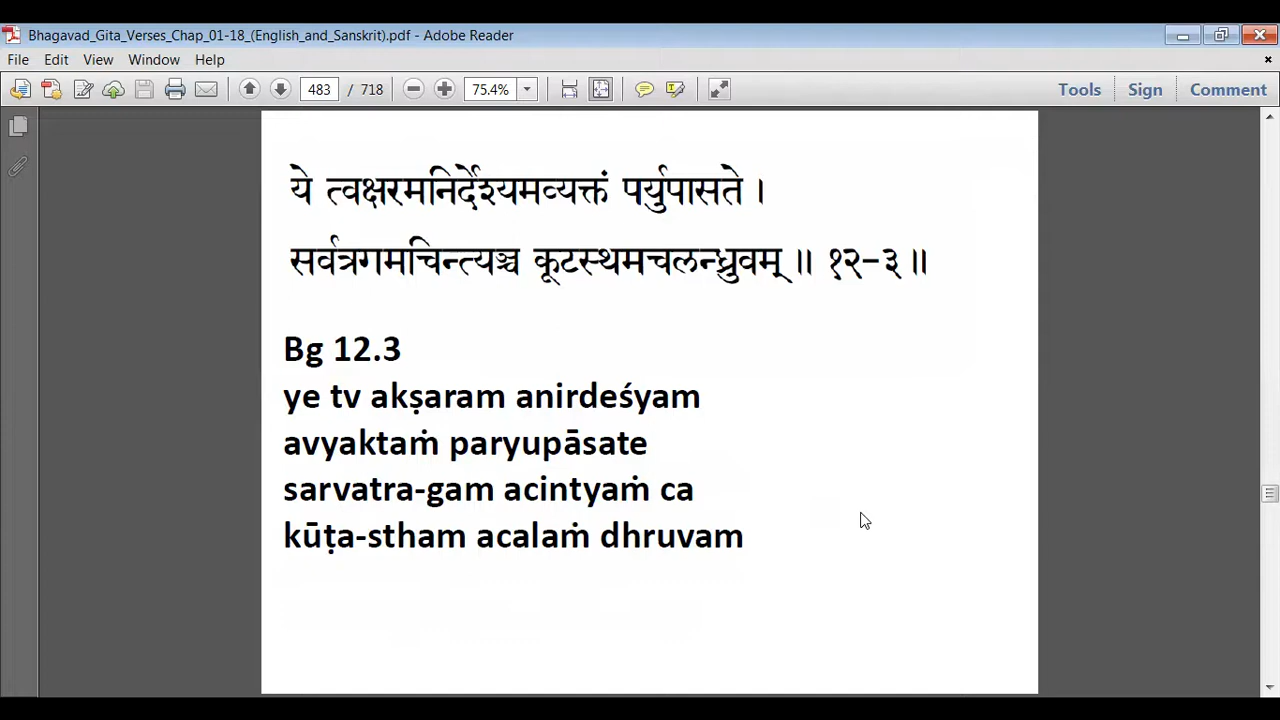 Bhagavad_Gita_Verses_Chap_01-18_(English_and_Sanskrit).pdf - Adobe Reader
File Edit View Window Help
483 / 718 75.4% Tools Sign Comment
ये त्वक्षरमनिर्देश्यमव्यक्तं पर्युपासते ।
सर्वत्रगमचिन्त्यञ्च कूटस्थमचलन्ध्रुवम् ॥ १२-३ ॥
Bg 12.3
ye tv akṣaram anirdeśyam
avyaktaṁ paryupāsate
sarvatra-gam acintyaṁ ca
kūṭa-stham acalaṁ dhruvam